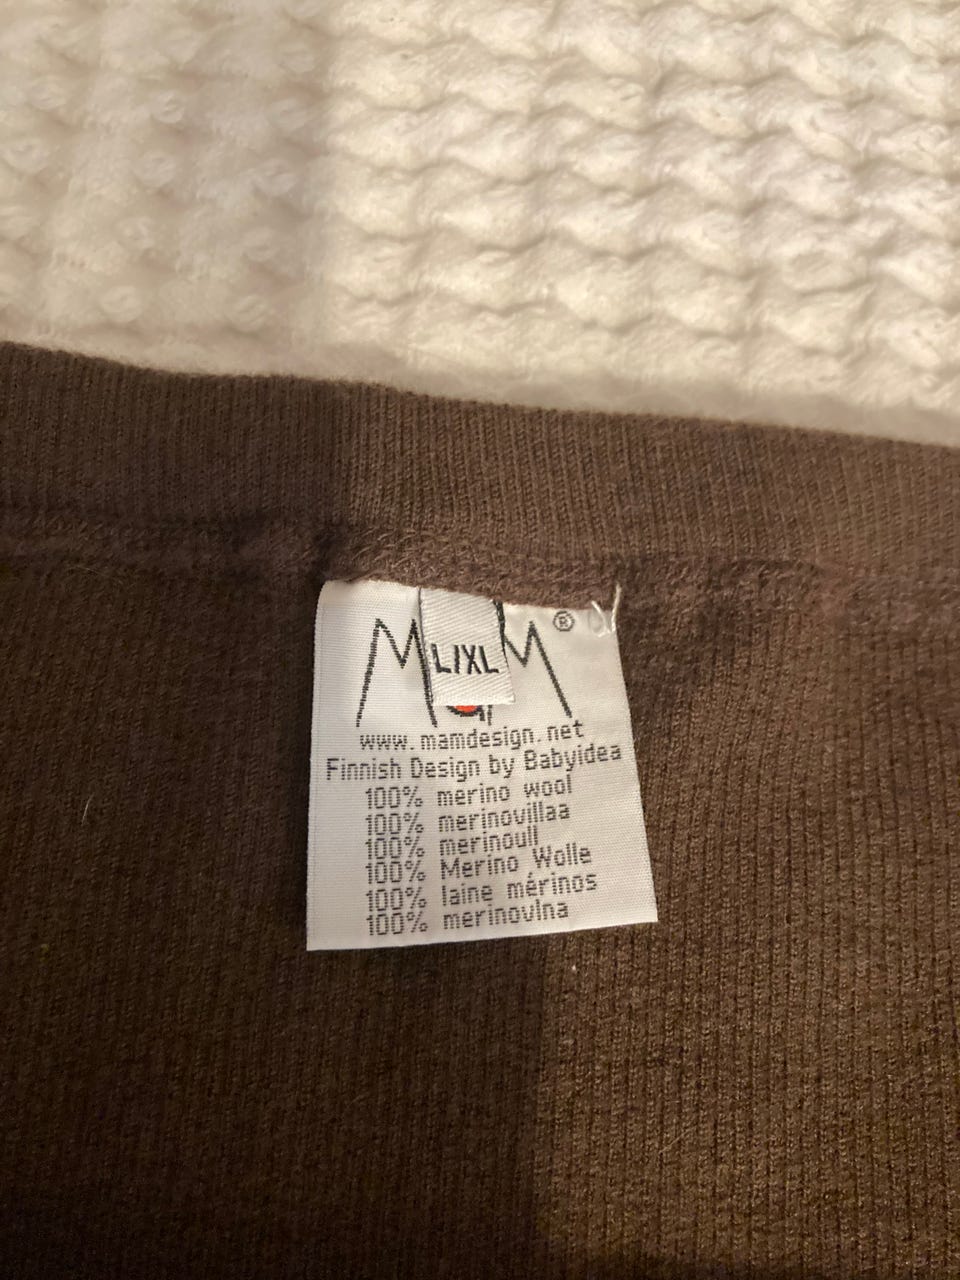 MaM ®
L/XL
www.mamdesign.net
Finnish Design by Babyidea
100% merino wool
100% merinovillaa
100% merinoull
100% Merino Wolle
100% laine mérinos
100% merinovlna